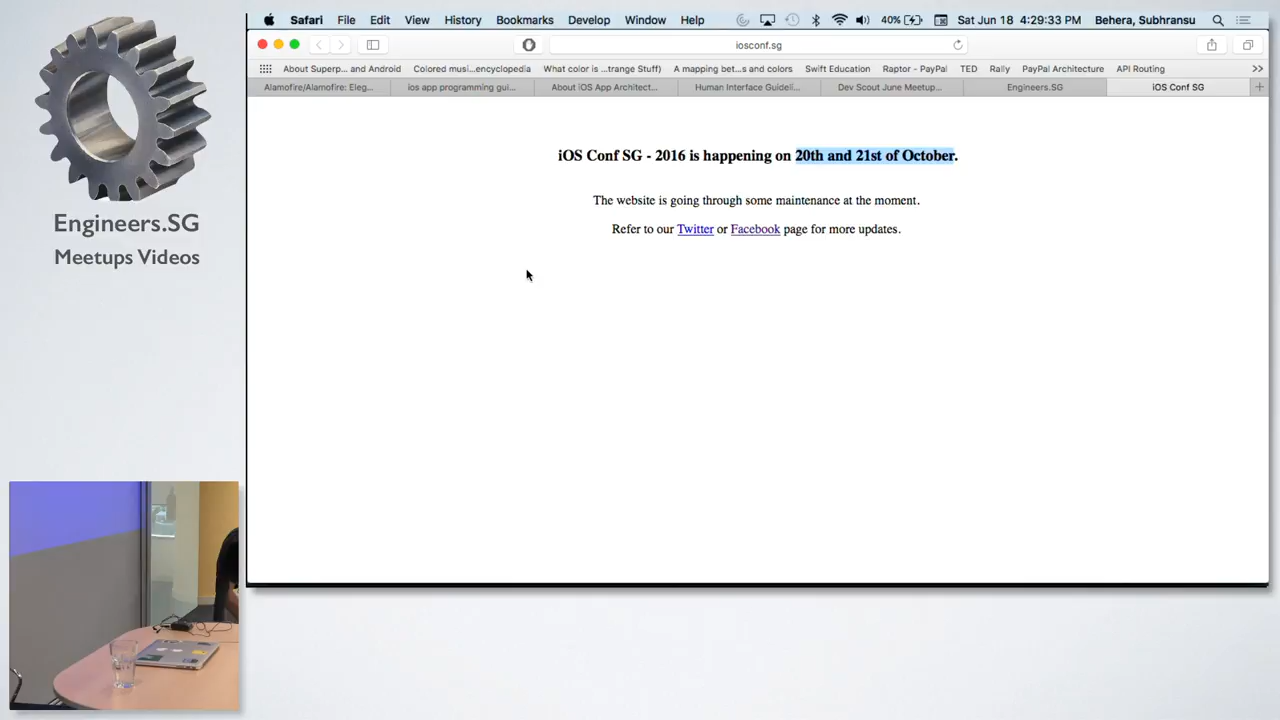 Engineers.SG
Meetups Videos
Safari File Edit View History Bookmarks Develop Window Help 40% Sat Jun 18 4:29:33 PM Behera, Subhransu
iosconf.sg
About Superp... and Android Colored musi...encyclopedia What color is ...trange Stuff) A mapping bet...s and colors Swift Education Raptor - PayPal TED Rally PayPal Architecture API Routing >>
Alamofire/Alamofire: Eleg... ios app programming gui... About iOS App Architect... Human Interface Guideli... Dev Scout June Meetup... Engineers.SG iOS Conf SG
iOS Conf SG - 2016 is happening on 20th and 21st of October.
The website is going through some maintenance at the moment.
Refer to our Twitter or Facebook page for more updates.